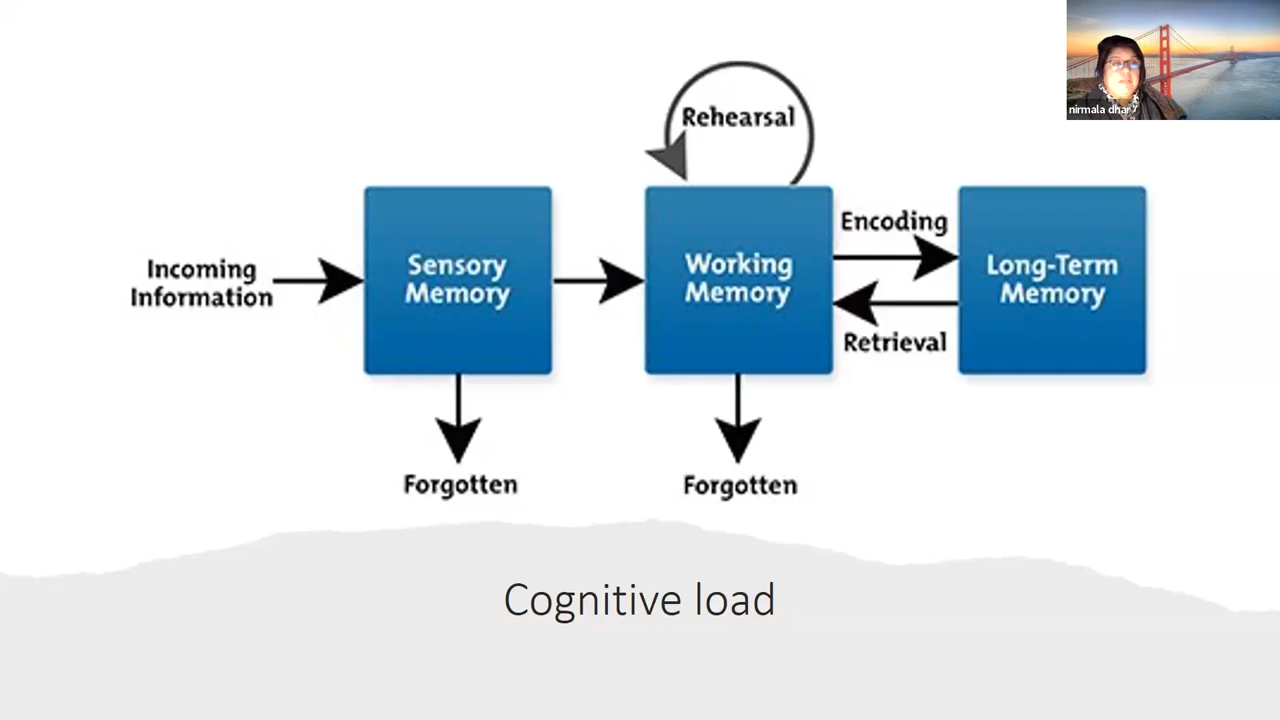 nirmala dhar
Rehearsal
Encoding
Incoming
Information
Sensory
Memory
Working
Memory
Long-Term
Memory
Retrieval
Forgotten
Forgotten
Cognitive load